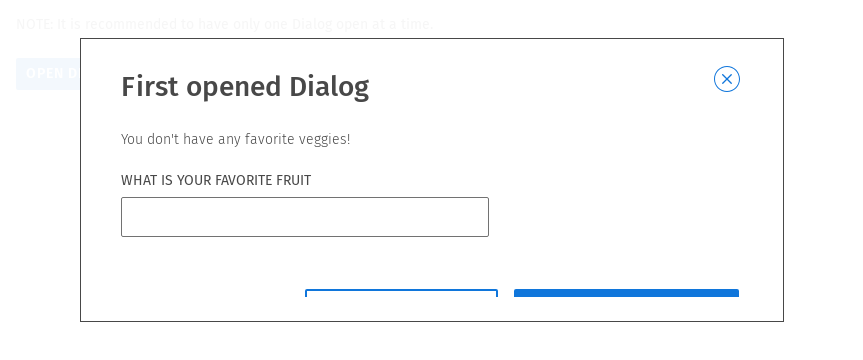 NOTE: It is recommended to have only one Dialog open at a time.
OPEN D
First opened Dialog
You don't have any favorite veggies!
WHAT IS YOUR FAVORITE FRUIT